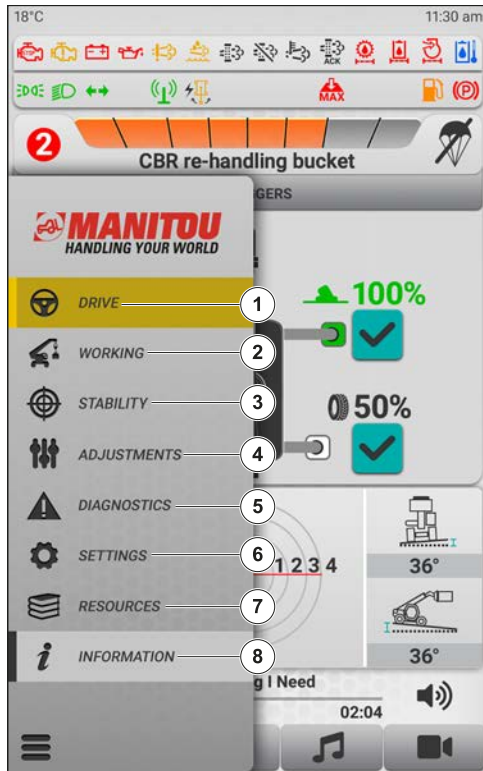 18°C 11:30 am
STOP
ACK
MAX
P
2
CBR re-handling bucket
GERS
MANITOU
HANDLING YOUR WORLD
100%
DRIVE 1
WORKING 2
STABILITY 3
50%
ADJUSTMENTS 4
DIAGNOSTICS 5
SETTINGS 6
1 2 3 4
36°
RESOURCES 7
INFORMATION 8
36°
g I Need
02:04